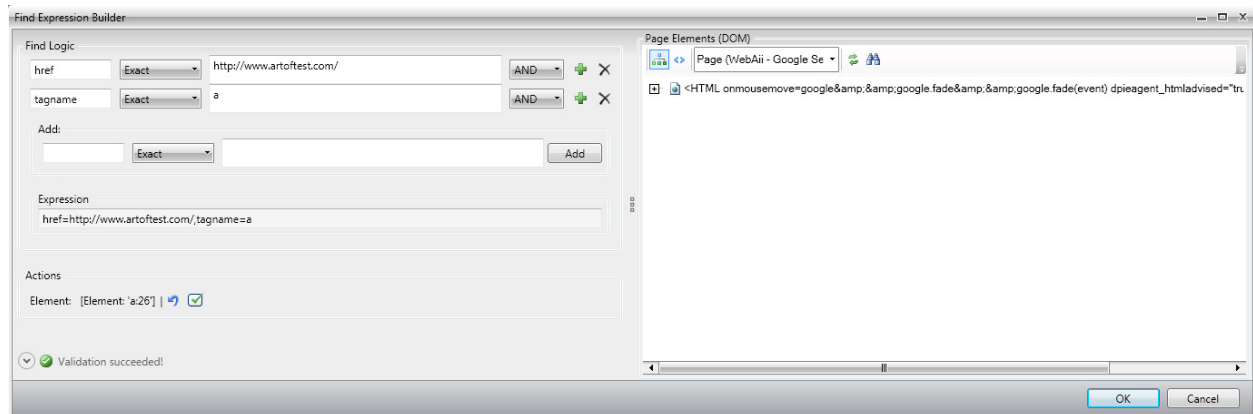 Find Expression Builder
Find Logic
href Exact http://www.artoftest.com/ AND
tagname Exact a AND
Add:
Exact Add
Expression
href=http://www.artoftest.com/,tagname=a
Actions
Element: [Element: 'a:26'] |
Validation succeeded!
Page Elements (DOM)
Page (WebAii - Google Se
<HTML onmousemove=google&amp;&amp;google.fade&amp;&amp;google.fade(event) dpieagent_htmladvised="tru
OK Cancel